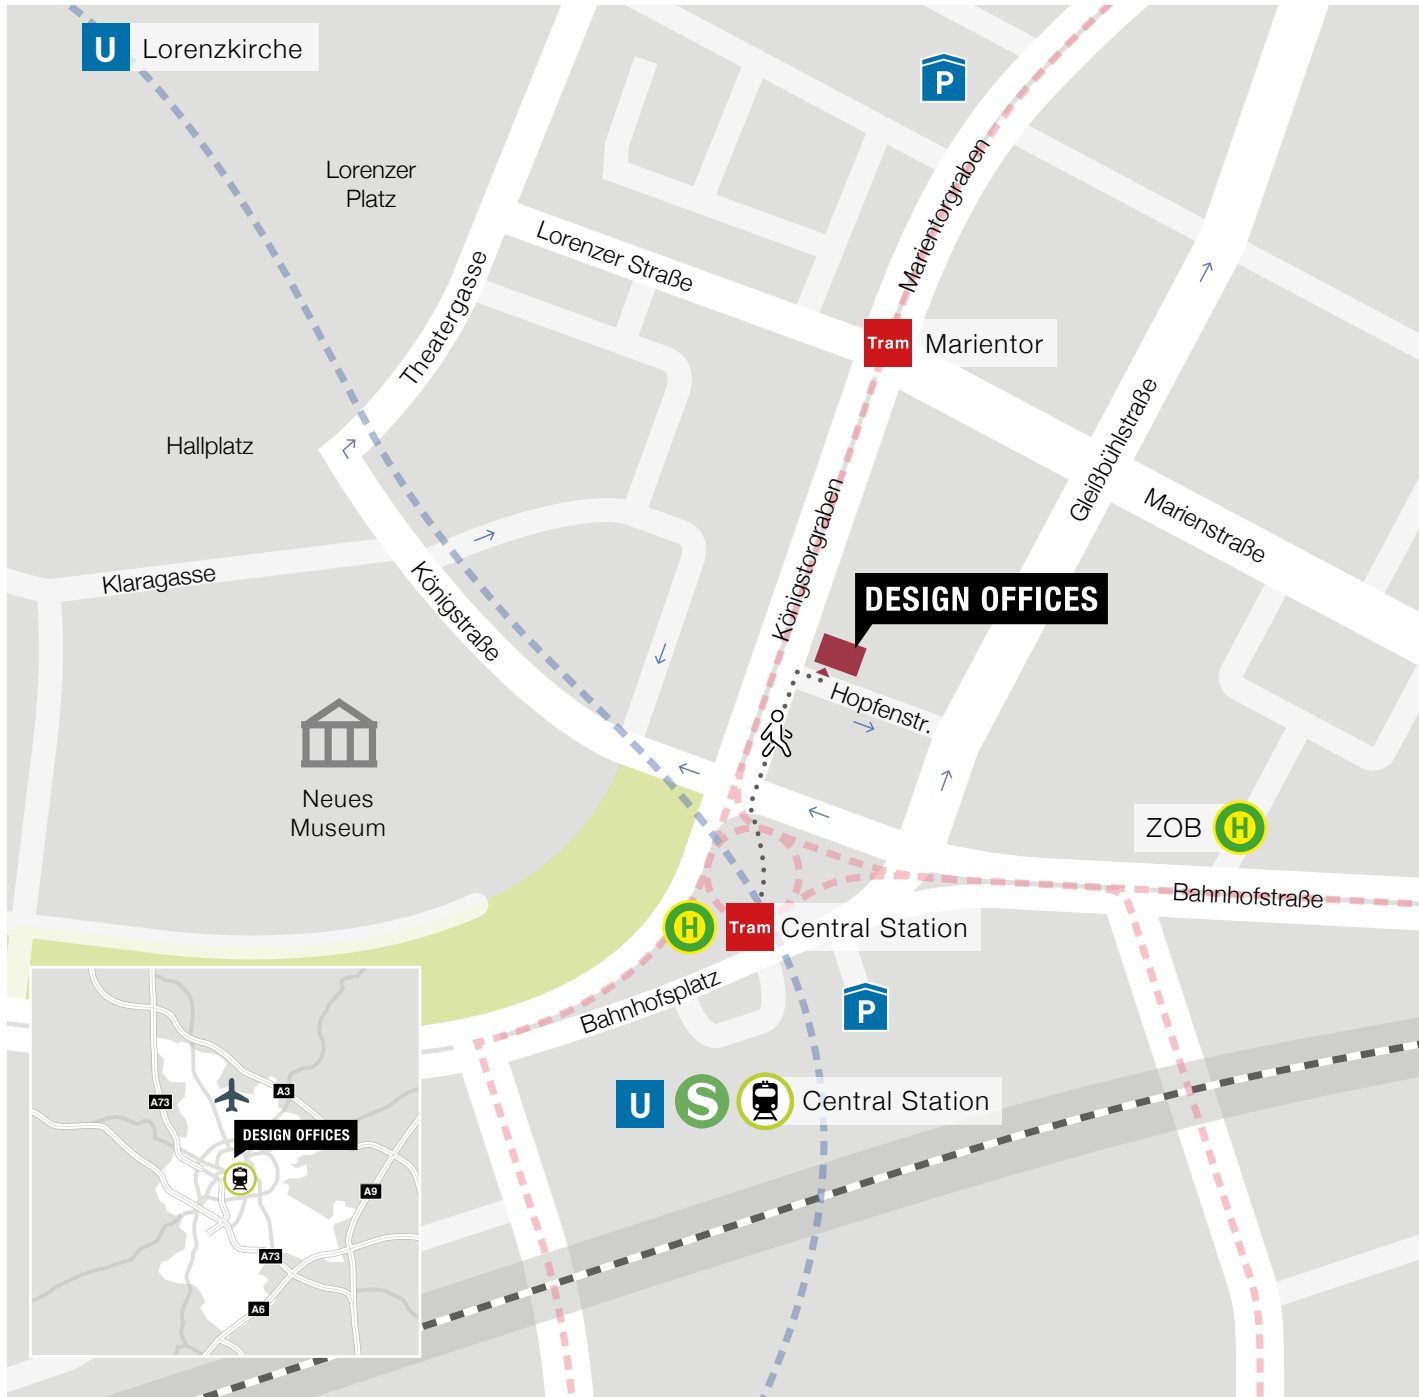 U Lorenzkirche
P
Lorenzer
Platz
Marientorgraben
Lorenzer Straße
Theatergasse
Tram Marientor
Hallplatz
Gleißbühlstraße
Königstorgraben
Marienstraße
Klaragasse
Königstraße
DESIGN OFFICES
Hopfenstr.
Neues
Museum
ZOB H
Bahnhofstraße
H Tram Central Station
Bahnhofsplatz
P
U S Central Station
A3
A73
DESIGN OFFICES
A9
A73
A6